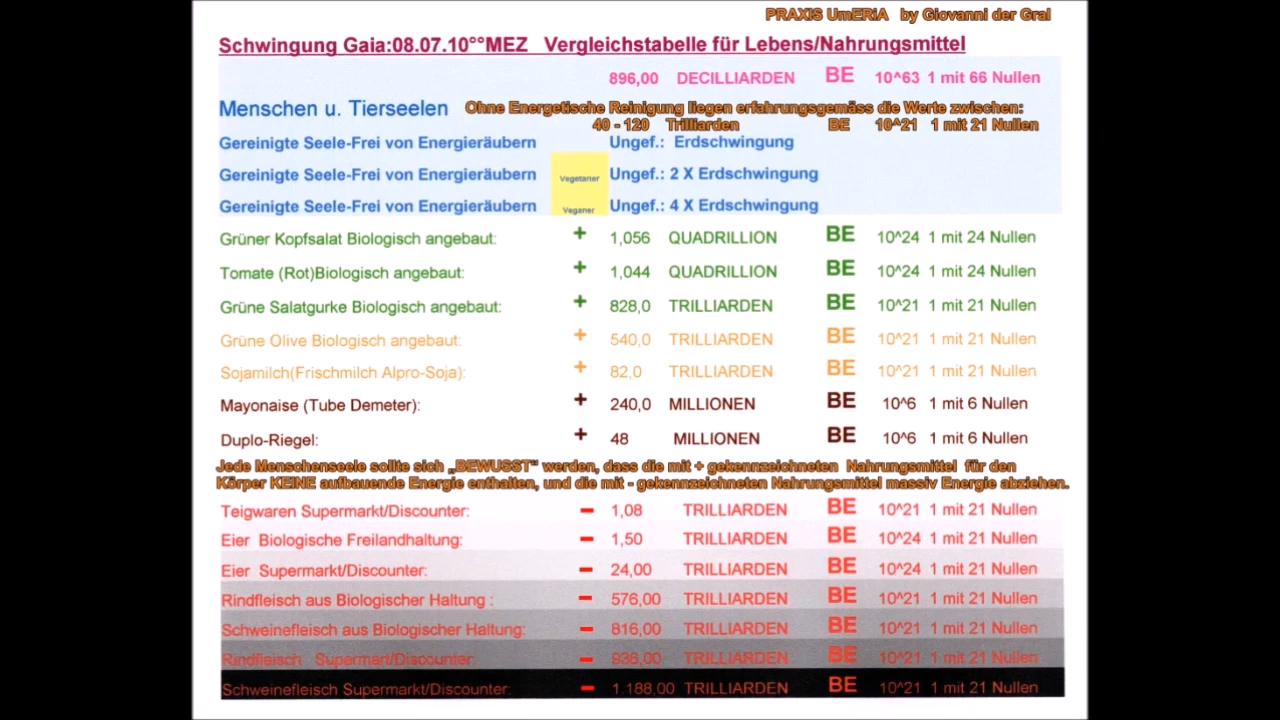 PRAXiS UmERiA by Giovanni der Gral
Schwingung Gaia:08.07.10°°MEZ Vergleichstabelle für Lebens/Nahrungsmittel
896,00 DECILLIARDEN BE 10^63 1 mit 66 Nullen
Menschen u. Tierseelen Ohne Energetische Reinigung liegen erfahrungsgemäss die Werte zwischen:
40 - 120 Trilliarden BE 10^21 1 mit 21 Nullen
Gereinigte Seele-Frei von Energieräubern Ungef.: Erdschwingung
Gereinigte Seele-Frei von Energieräubern Vegetarier Ungef.: 2 X Erdschwingung
Gereinigte Seele-Frei von Energieräubern Veganer Ungef.: 4 X Erdschwingung
Grüner Kopfsalat Biologisch angebaut: + 1,056 QUADRILLION BE 10^24 1 mit 24 Nullen
Tomate (Rot)Biologisch angebaut: + 1,044 QUADRILLION BE 10^24 1 mit 24 Nullen
Grüne Salatgurke Biologisch angebaut: + 828,0 TRILLIARDEN BE 10^21 1 mit 21 Nullen
Grüne Olive Biologisch angebaut: + 540,0 TRILLIARDEN BE 10^21 1 mit 21 Nullen
Sojamilch(Frischmilch Alpro-Soja): + 82,0 TRILLIARDEN BE 10^21 1 mit 21 Nullen
Mayonaise (Tube Demeter): + 240,0 MILLIONEN BE 10^6 1 mit 6 Nullen
Duplo-Riegel: + 48 MILLIONEN BE 10^6 1 mit 6 Nullen
Jede Menschenseele sollte sich „BEWUSST“ werden, dass die mit + gekennzeichneten Nahrungsmittel für den
Körper KEINE aufbauende Energie enthalten, und die mit - gekennzeichneten Nahrungsmittel massiv Energie abziehen.
Teigwaren Supermarkt/Discounter: - 1,08 TRILLIARDEN BE 10^21 1 mit 21 Nullen
Eier Biologische Freilandhaltung: - 1,50 TRILLIARDEN BE 10^24 1 mit 21 Nullen
Eier Supermarkt/Discounter: - 24,00 TRILLIARDEN BE 10^24 1 mit 21 Nullen
Rindfleisch aus Biologischer Haltung : - 576,00 TRILLIARDEN BE 10^21 1 mit 21 Nullen
Schweinefleisch aus Biologischer Haltung: - 816,00 TRILLIARDEN BE 10^21 1 mit 21 Nullen
Rindfleisch Supermart/Discounter: - 936,00 TRILLIARDEN BE 10^21 1 mit 21 Nullen
Schweinefleisch Supermarkt/Discounter: - 1.188,00 TRILLIARDEN BE 10^21 1 mit 21 Nullen